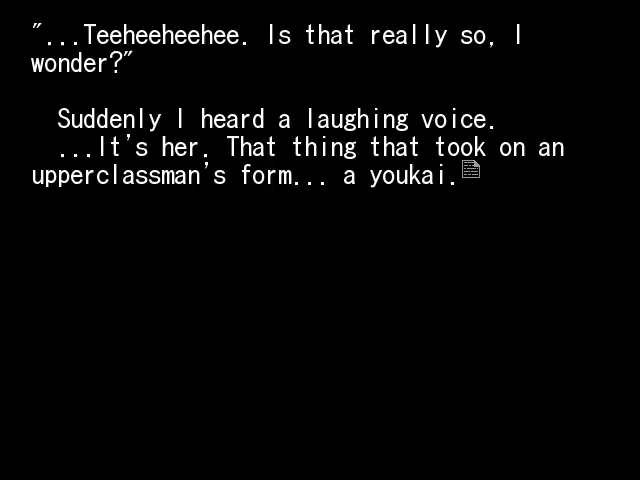 "...Teeheeheehee. Is that really so, I
wonder?"
Suddenly I heard a laughing voice.
...It's her. That thing that took on an
upperclassman's form... a youkai.